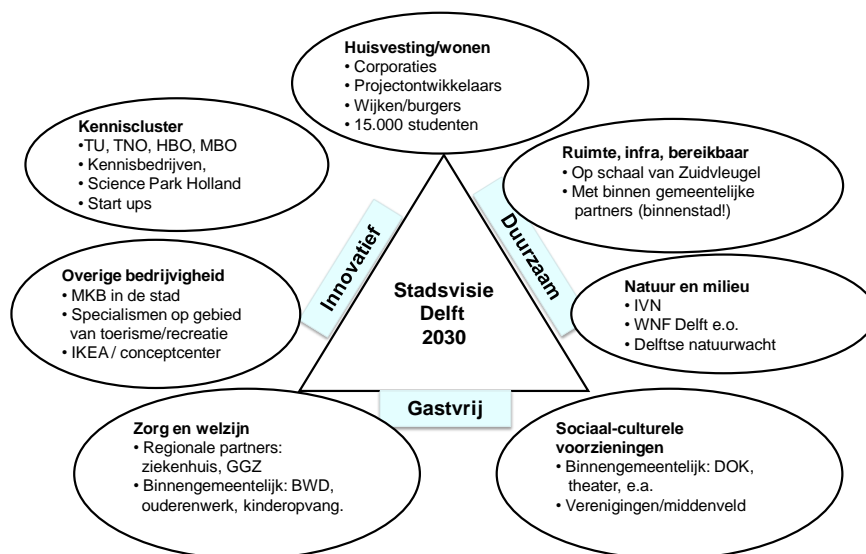 Huisvesting/wonen
• Corporaties
• Projectontwikkelaars
• Wijken/burgers
• 15.000 studenten
Kenniscluster
•TU, TNO, HBO, MBO
• Kennisbedrijven,
• Science Park Holland
• Start ups
Ruimte, infra, bereikbaar
• Op schaal van Zuidvleugel
• Met binnen gemeentelijke
partners (binnenstad!)
Innovatief
Duurzaam
Overige bedrijvigheid
• MKB in de stad
• Specialismen op gebied
van toerisme/recreatie
• IKEA / conceptcenter
Stadsvisie
Delft
2030
Natuur en milieu
• IVN
• WNF Delft e.o.
• Delftse natuurwacht
Gastvrij
Zorg en welzijn
• Regionale partners:
ziekenhuis, GGZ
• Binnengemeentelijk: BWD,
ouderenwerk, kinderopvang.
Sociaal-culturele
voorzieningen
• Binnengemeentelijk: DOK,
theater, e.a.
• Verenigingen/middenveld